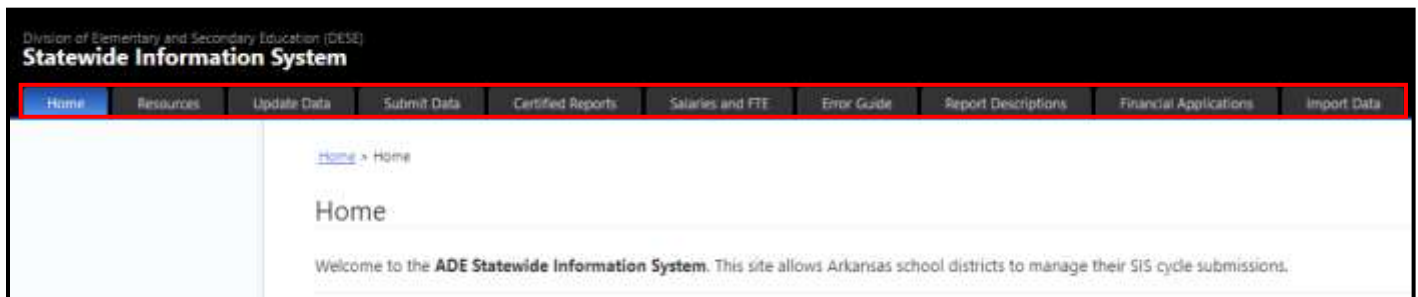 Division of Elementary and Secondary Education (DESE)
Statewide Information System
Home Resources Update Data Submit Data Certified Reports Salaries and FTE Error Guide Report Descriptions Financial Applications Import Data
Home > Home
Home
Welcome to the ADE Statewide Information System. This site allows Arkansas school districts to manage their SIS cycle submissions.